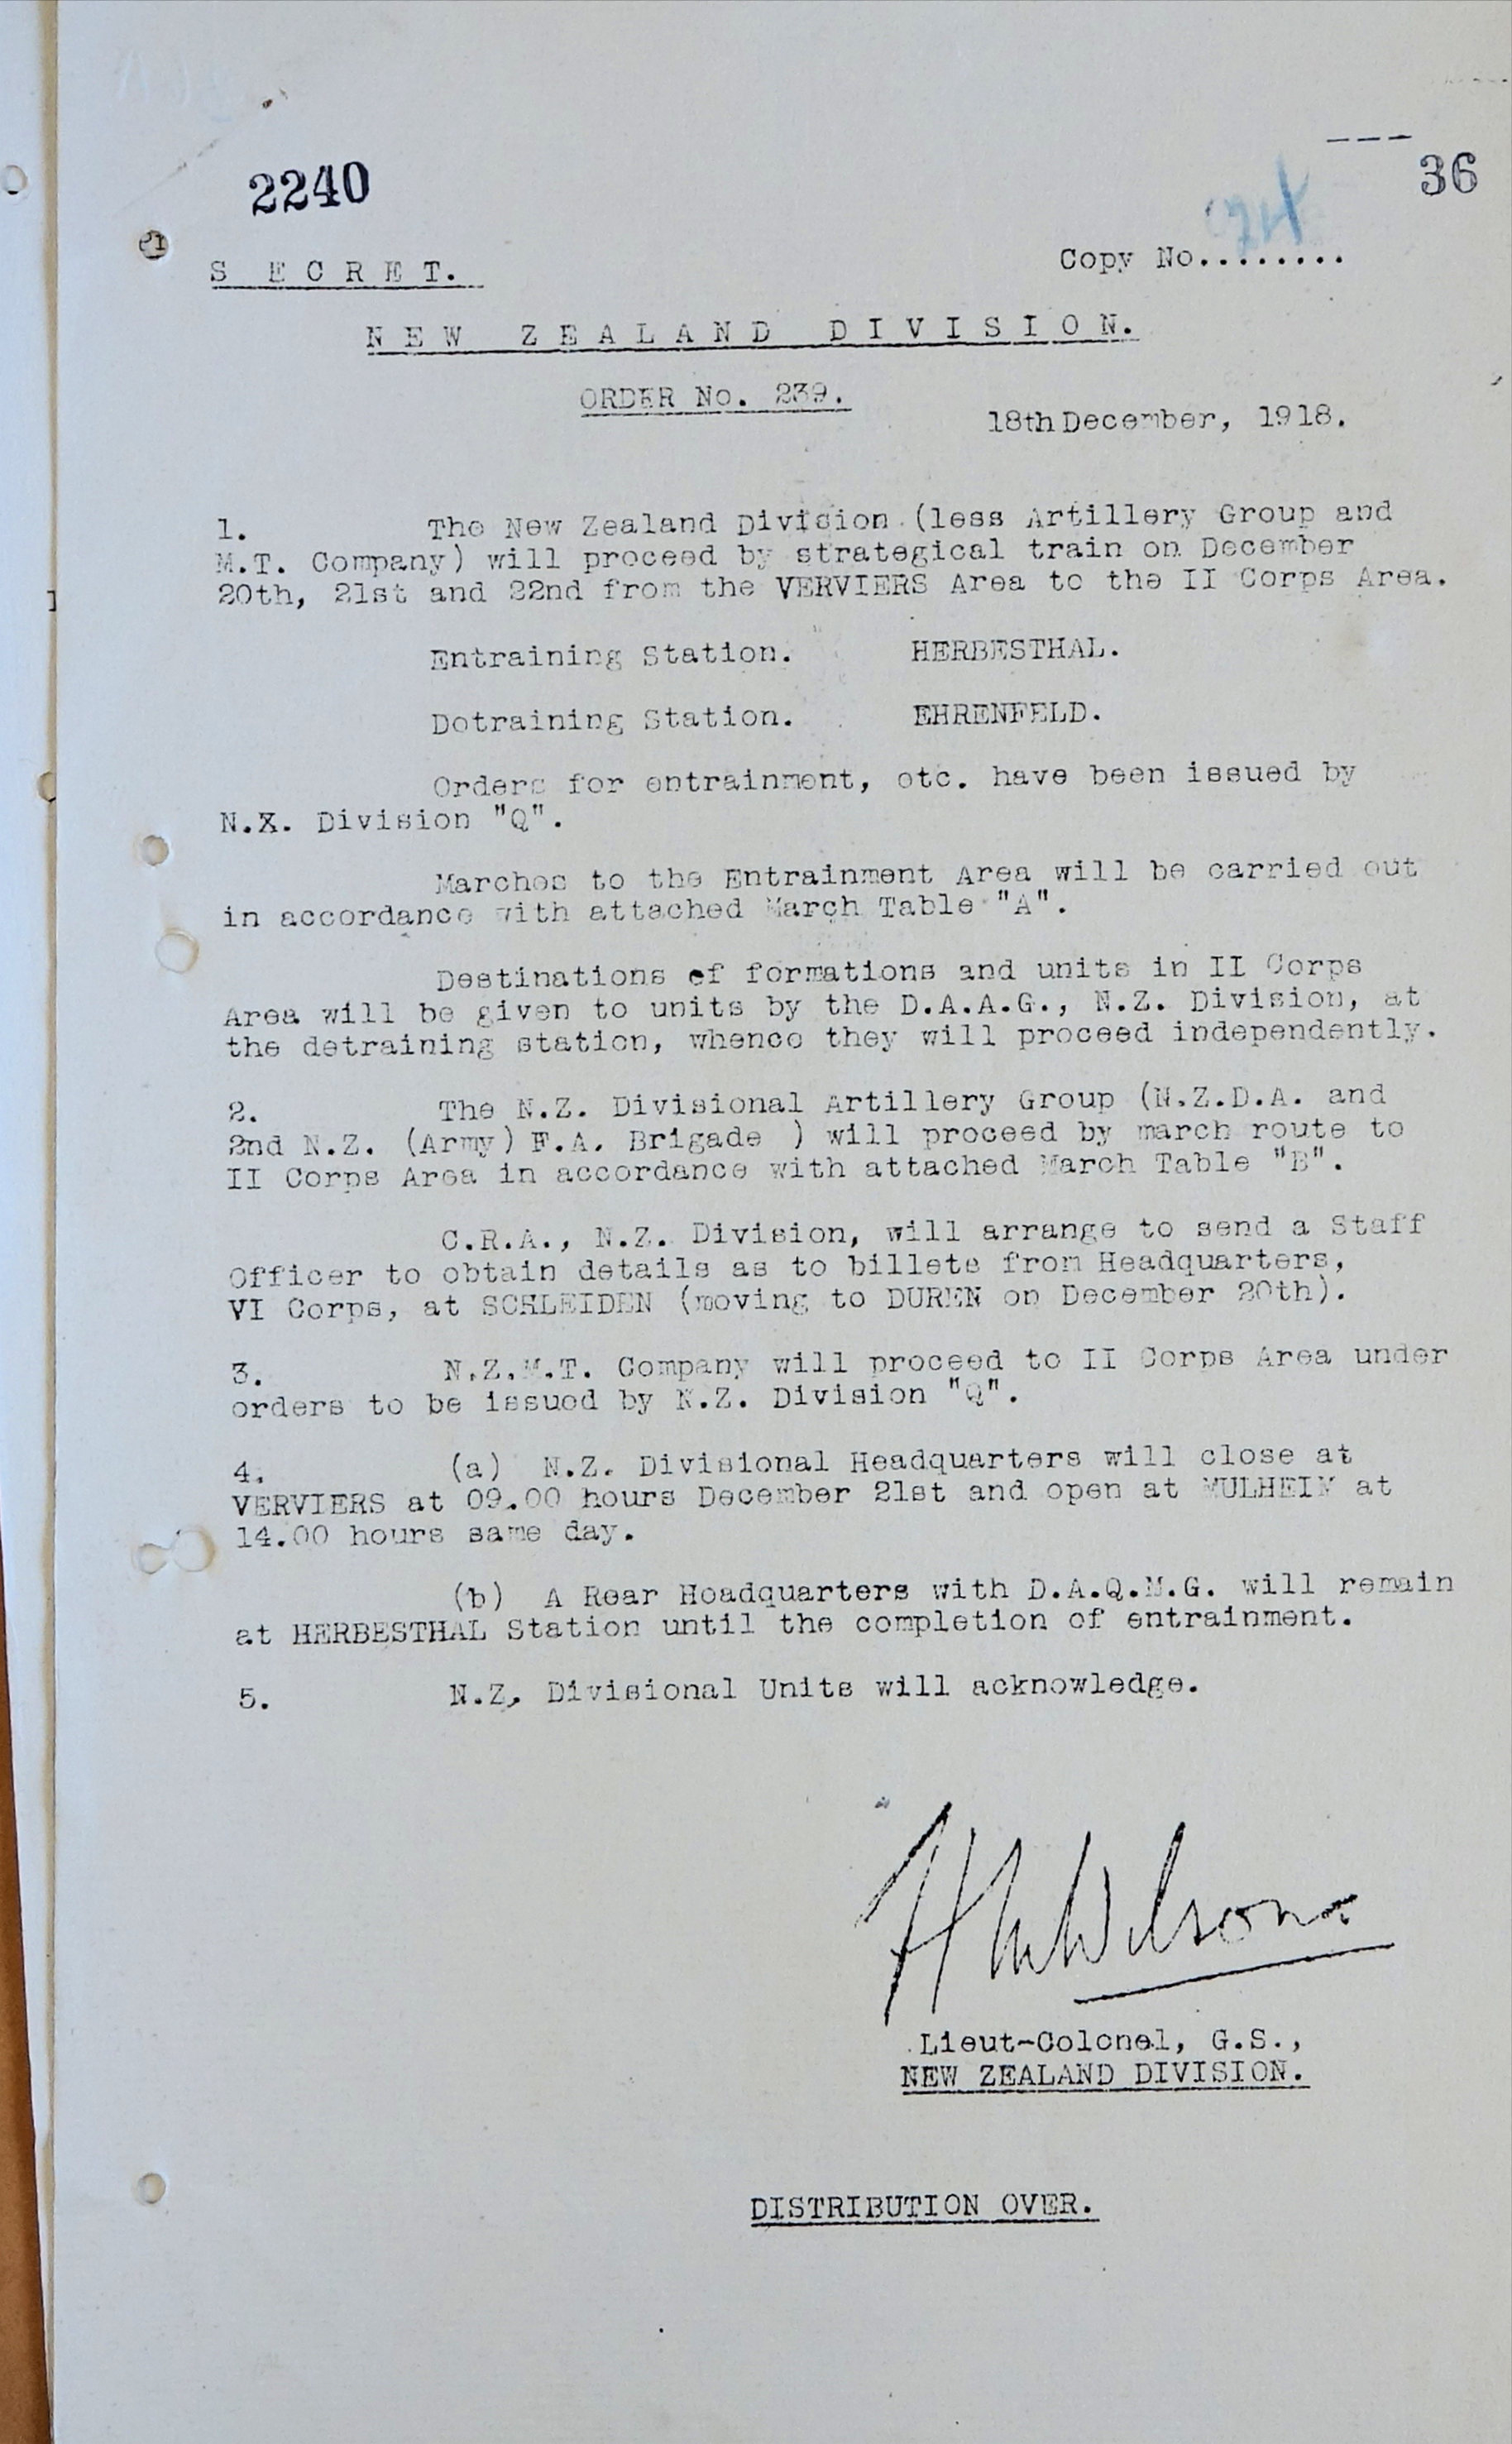 2240
36
24
SECRET.
Copy No........
NEW ZEALAND DIVISION.
ORDER No. 239.
18th December, 1918.
1. The New Zealand Division (less Artillery Group and
M.T. Company) will proceed by strategical train on December
20th, 21st and 22nd from the VERVIERS Area to the II Corps Area.
Entraining Station. HERBESTHAL.
Detraining Station. EHRENFELD.
Orders for entrainment, etc. have been issued by
N.Z. Division "Q".
Marches to the Entrainment Area will be carried out
in accordance with attached March Table "A".
Destinations of formations and units in II Corps
Area will be given to units by the D.A.A.G., N.Z. Division, at
the detraining station, whence they will proceed independently.
2. The N.Z. Divisional Artillery Group (N.Z.D.A. and
2nd N.Z. (Army) F.A. Brigade ) will proceed by march route to
II Corps Area in accordance with attached March Table "B".
C.R.A., N.Z. Division, will arrange to send a Staff
Officer to obtain details as to billets from Headquarters,
VI Corps, at SCHLEIDEN (moving to DUREN on December 20th).
3. N.Z.M.T. Company will proceed to II Corps Area under
orders to be issued by N.Z. Division "Q".
4. (a) N.Z. Divisional Headquarters will close at
VERVIERS at 09.00 hours December 21st and open at MULHEIM at
14.00 hours same day.
(b) A Rear Headquarters with D.A.Q.M.G. will remain
at HERBESTHAL Station until the completion of entrainment.
5. N.Z. Divisional Units will acknowledge.
H M Wilson
Lieut-Colonel, G.S.,
NEW ZEALAND DIVISION.
DISTRIBUTION OVER.